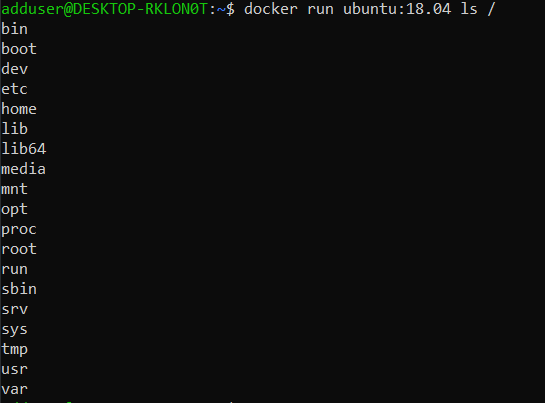 adduser@DESKTOP-RKLON0T:~$ docker run ubuntu:18.04 ls /
bin
boot
dev
etc
home
lib
lib64
media
mnt
opt
proc
root
run
sbin
srv
sys
tmp
usr
var